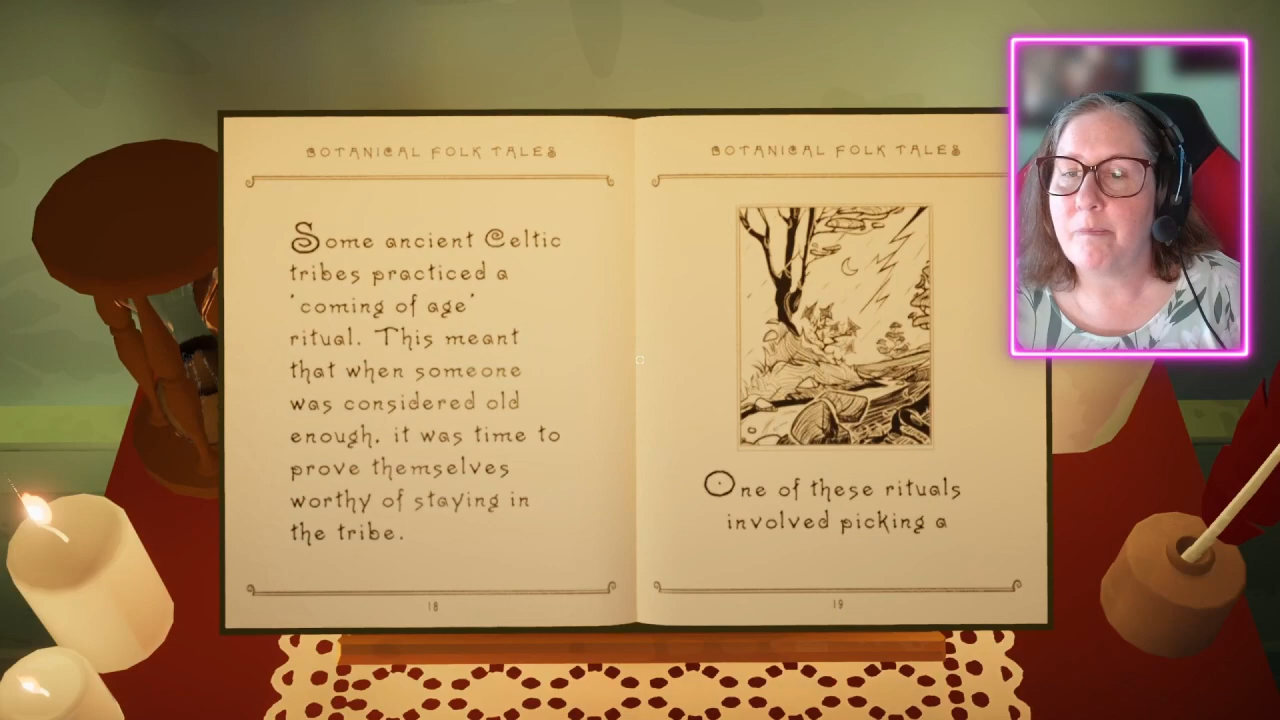 BOTANICAL FOLK TALES
Some ancient Celtic
tribes practiced a
'coming of age'
ritual. This meant
that when someone
was considered old
enough, it was time to
prove themselves
worthy of staying in
the tribe.
18
BOTANICAL FOLK TALES
One of these rituals
involved picking a
19